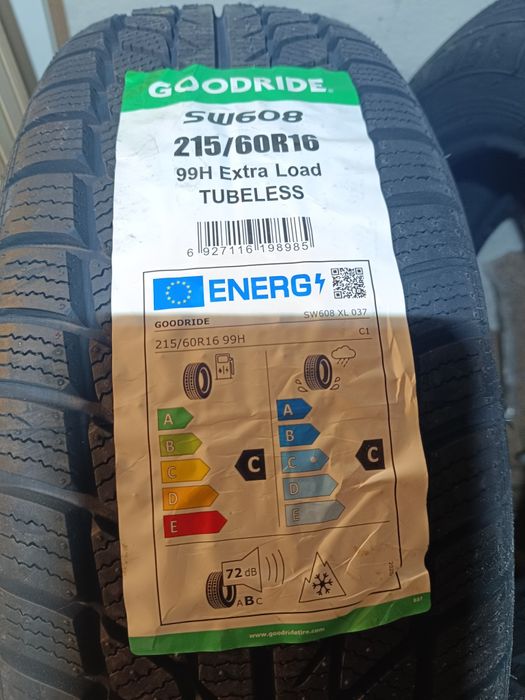 GOODRIDE
SW608
215/60R16
99H Extra Load
TUBELESS
6 927116 198985
ENERG
GOODRIDE SW608 XL 037
215/60R16 99H C1
A A
B B
C C C C
D D
E E
72 dB
ABC
www.goodridetire.com